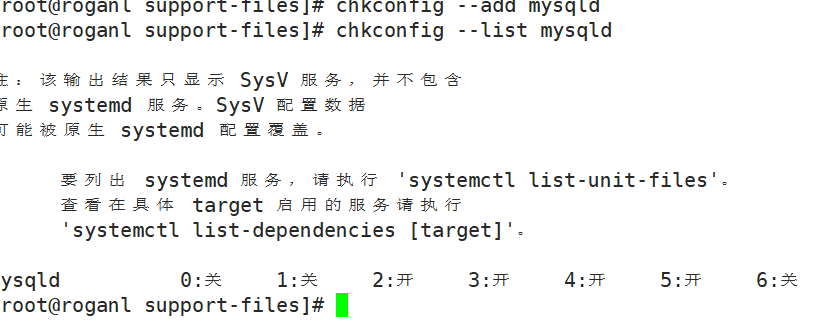 root@roganl support-files]# chkconfig --add mysqld
root@roganl support-files]# chkconfig --list mysqld
注：该输出结果只显示 SysV 服务，并不包含
原生 systemd 服务。SysV 配置数据
可能被原生 systemd 配置覆盖。
要列出 systemd 服务，请执行 'systemctl list-unit-files'。
查看在具体 target 启用的服务请执行
'systemctl list-dependencies [target]'。
ysqld 0:关 1:关 2:开 3:开 4:开 5:开 6:关
root@roganl support-files]#